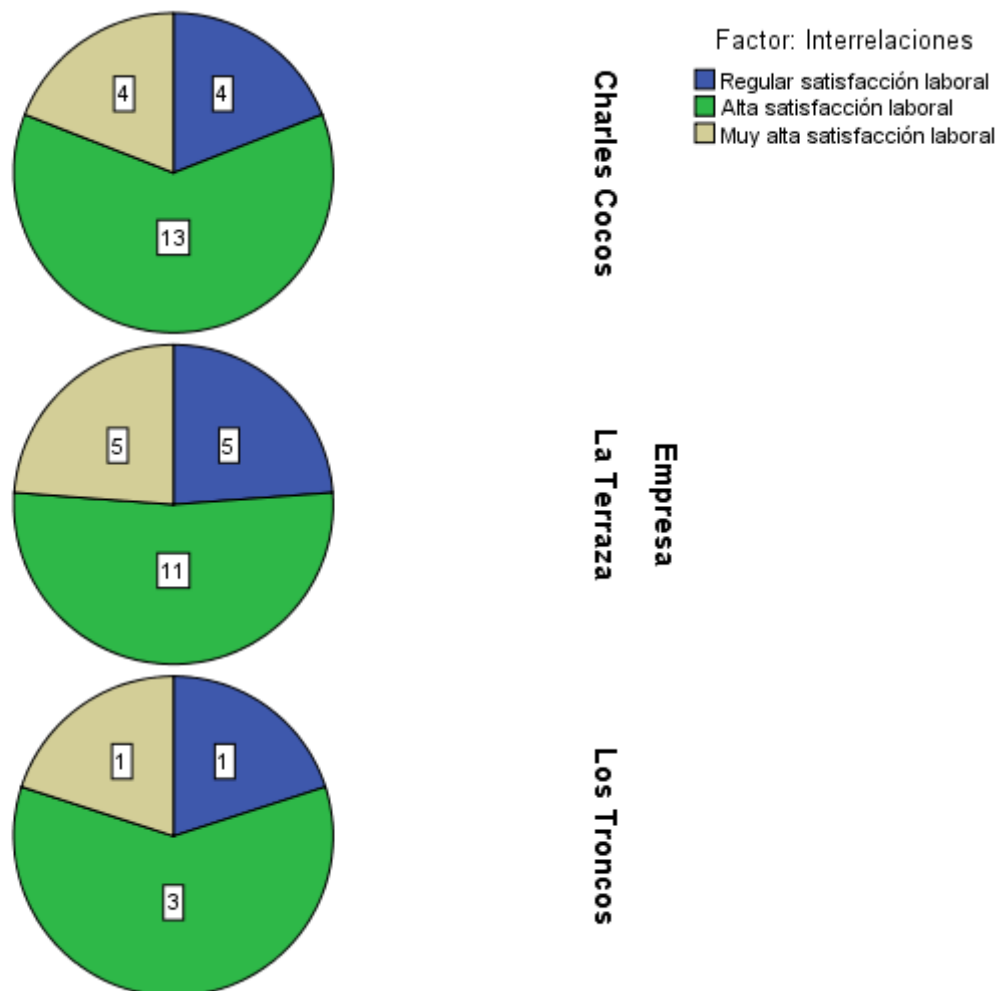 Factor: Interrelaciones
Regular satisfacción laboral
Alta satisfacción laboral
Muy alta satisfacción laboral
4
4
13
Charles Cocos
5
5
11
La Terraza
Empresa
1
1
3
Los Troncos